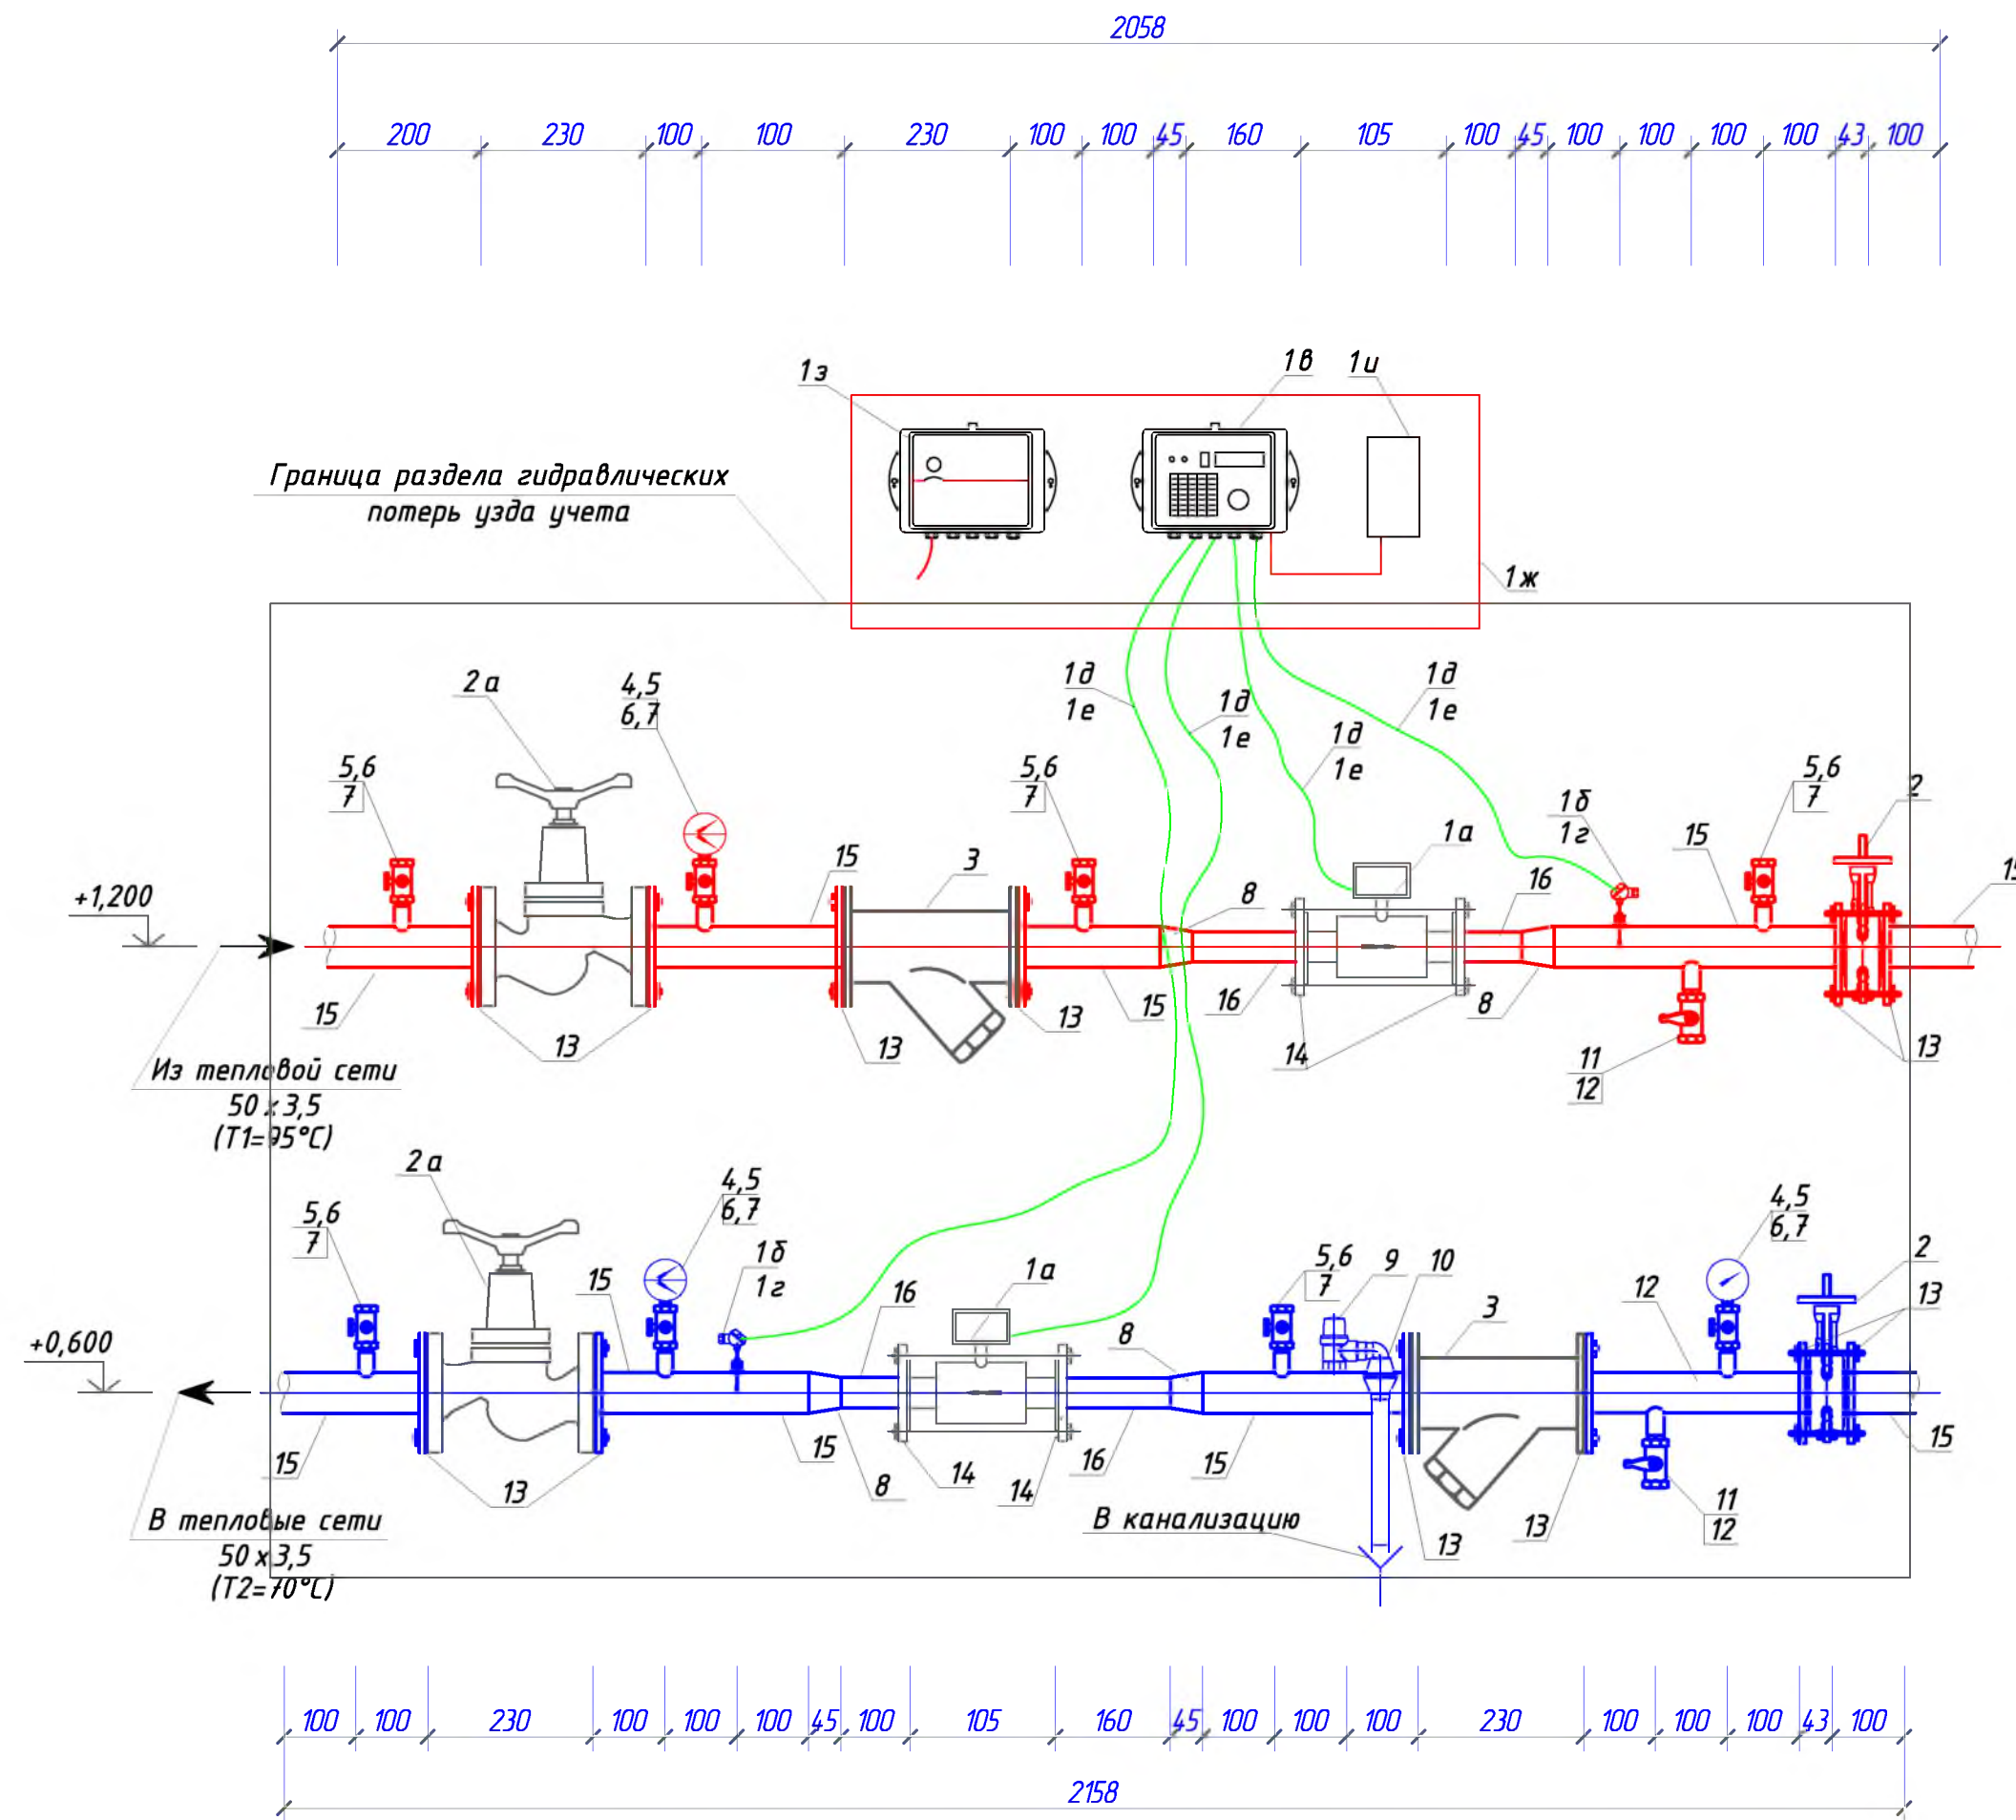 2058
200 230 100 100 230 100 100 45 160 105 100 45 100 100 100 100 43 100
1з
1в
1и
Граница раздела гидравлических
потерь узда учета
1ж
2а
4,5
6,7
1д
1е
1д
1е
1д
1е
1д
1е
5,6
7
5,6
7
5,6
7
2
1б
1г
1а
15
3
15
16
8
+1,200
15
13
13
13
15
16
14
8
11
12
13
Из тепловой сети
50 х 3,5
(Т1=95°С)
2а
4,5
6,7
5,6
7
1б
1г
15
16
1а
8
5,6
7
9
10
3
12
4,5
6,7
2
13
+0,600
15
13
15
8
14
14
16
15
13
13
11
12
15
В тепловые сети
50 х 3,5
(Т2=70°С)
В канализацию
100 100 230 100 100 100 45 100 105 160 45 100 100 100 230 100 100 100 43 100
2158